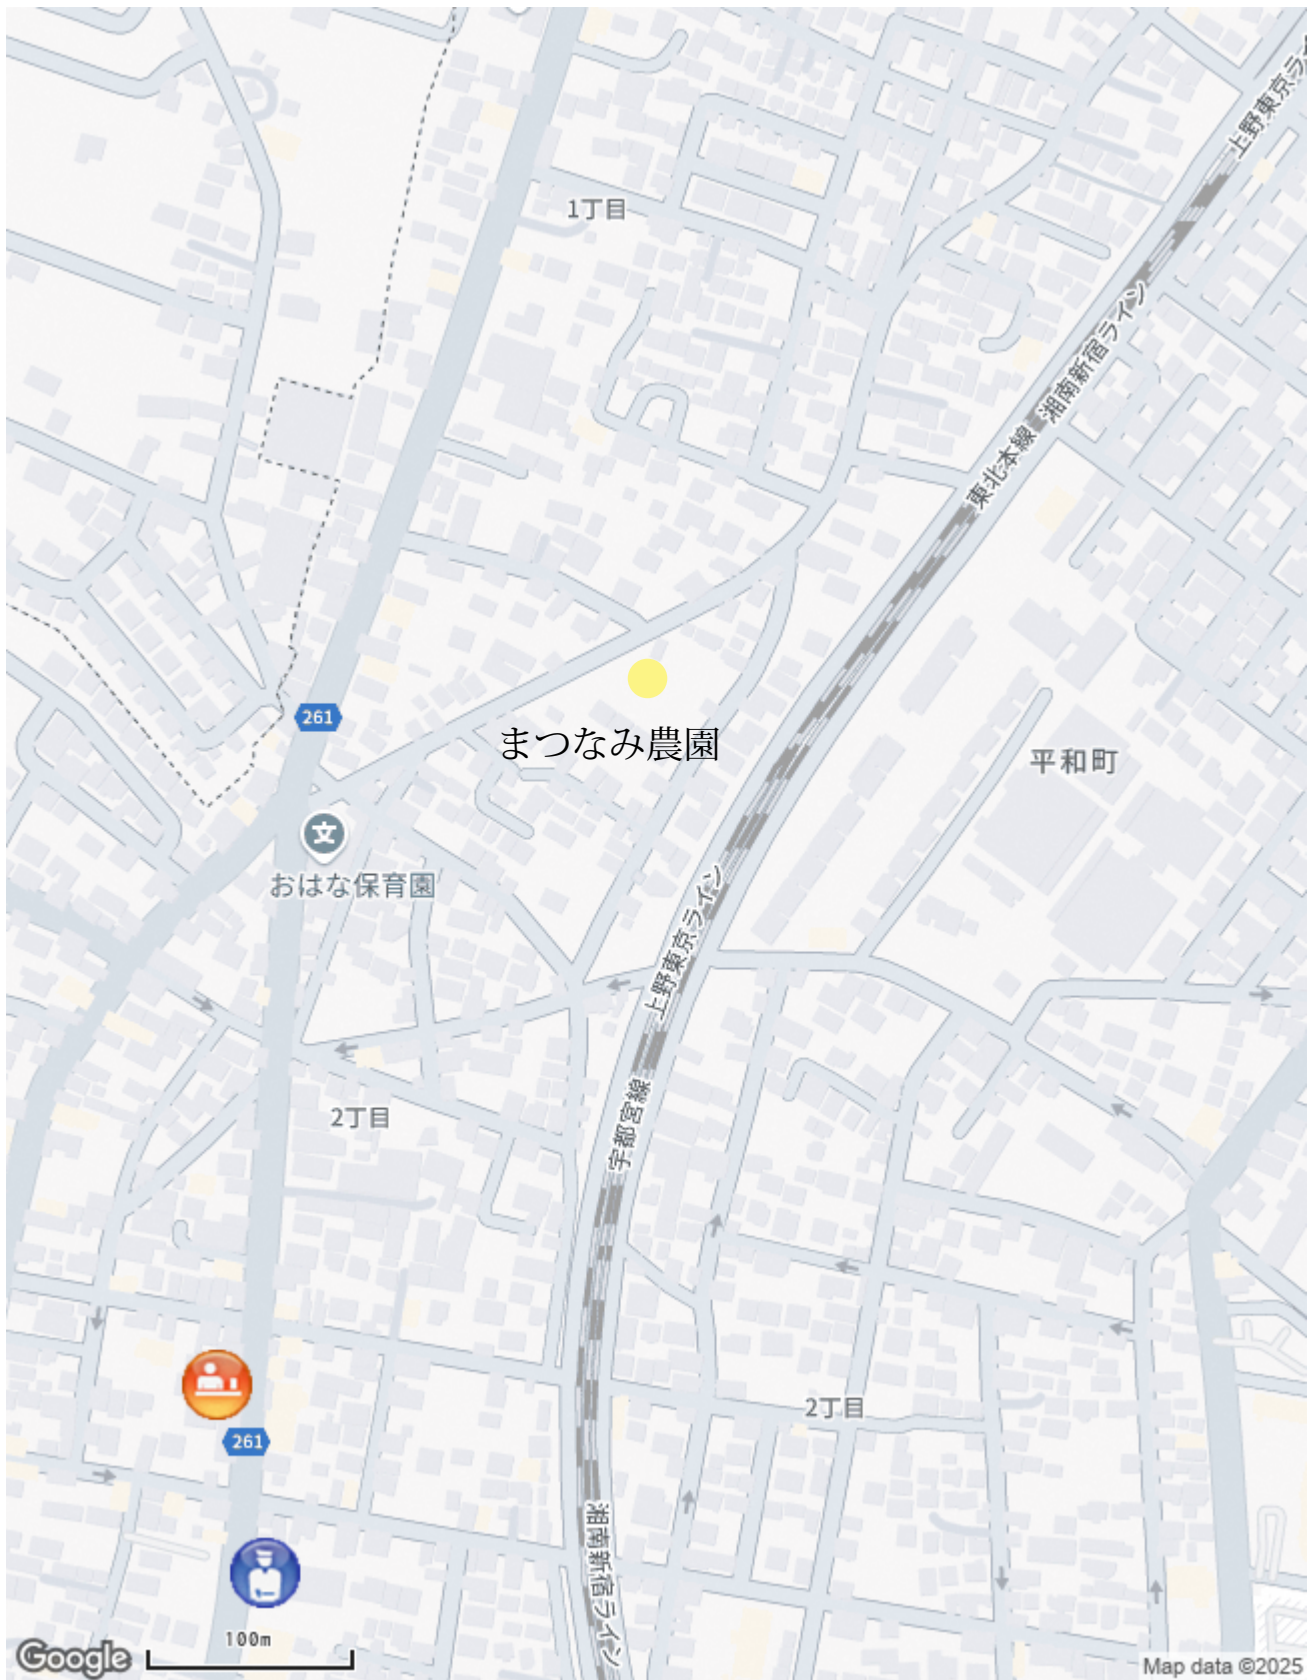 上野東京ライン
1丁目
湘南新宿ライン
東北本線
261
まつなみ農園
平和町
おはな保育園
上野東京ライン
宇都宮線
2丁目
2丁目
261
湘南新宿ライン
100m
Google
Map data ©2025